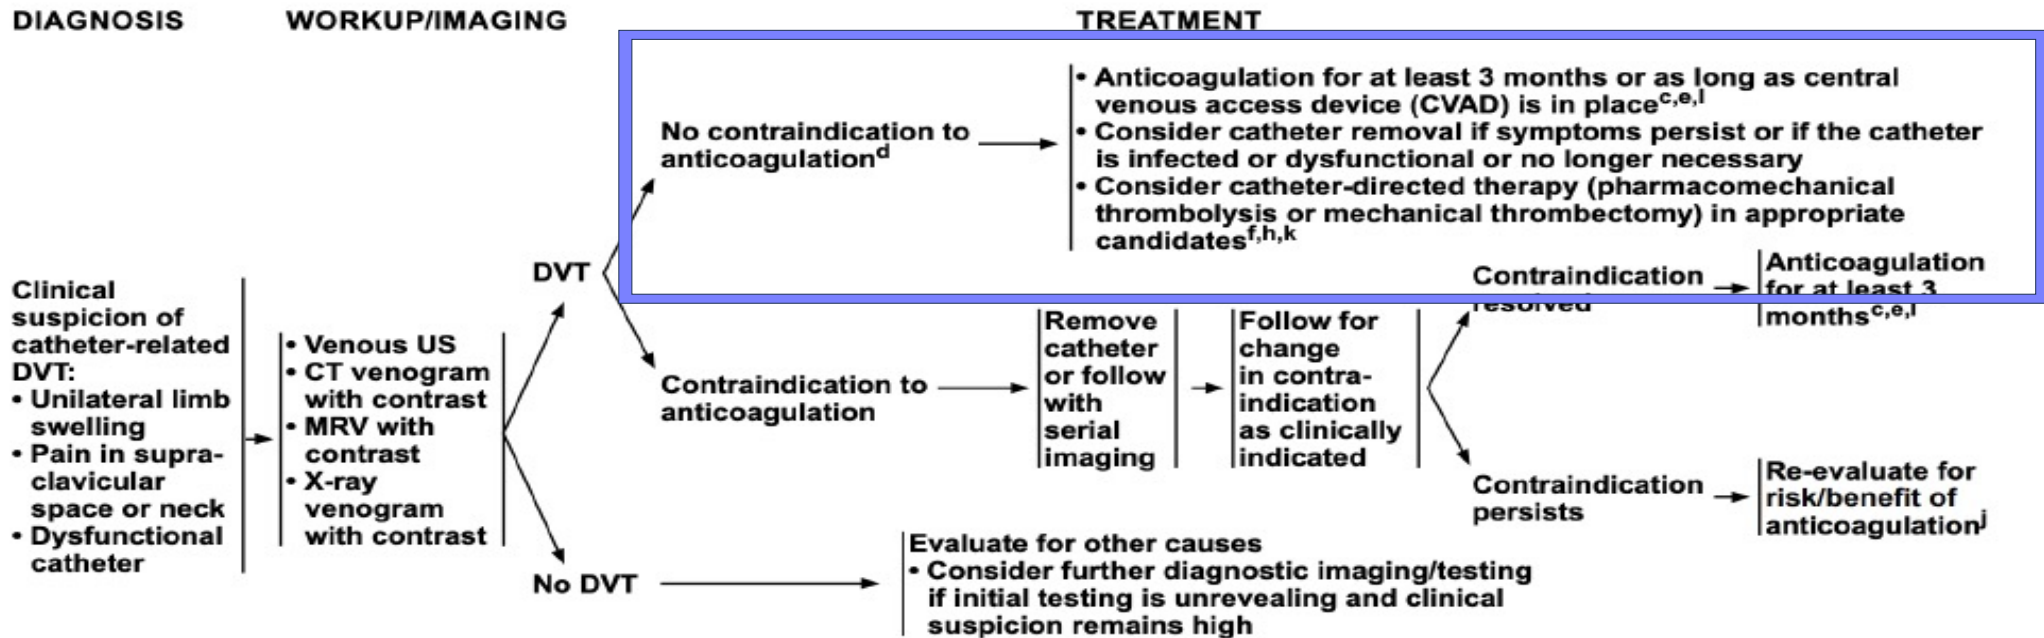 DIAGNOSIS
WORKUP/IMAGING
TREATMENT
Clinical
suspicion of
catheter-related
DVT:
• Unilateral limb
swelling
• Pain in supra-
clavicular
space or neck
• Dysfunctional
catheter
• Venous US
• CT venogram
with contrast
• MRV with
contrast
• X-ray
venogram
with contrast
DVT
No contraindication to
anticoagulationd
• Anticoagulation for at least 3 months or as long as central
venous access device (CVAD) is in placec,e,l
• Consider catheter removal if symptoms persist or if the catheter
is infected or dysfunctional or no longer necessary
• Consider catheter-directed therapy (pharmacomechanical
thrombolysis or mechanical thrombectomy) in appropriate
candidatesf,h,k
Contraindication to
anticoagulation
Remove
catheter
or follow
with
serial
imaging
Follow for
change
in contra-
indication
as clinically
indicated
Contraindication
resolved
Anticoagulation
for at least 3
monthsc,e,l
Contraindication
persists
Re-evaluate for
risk/benefit of
anticoagulationj
No DVT
Evaluate for other causes
• Consider further diagnostic imaging/testing
if initial testing is unrevealing and clinical
suspicion remains high